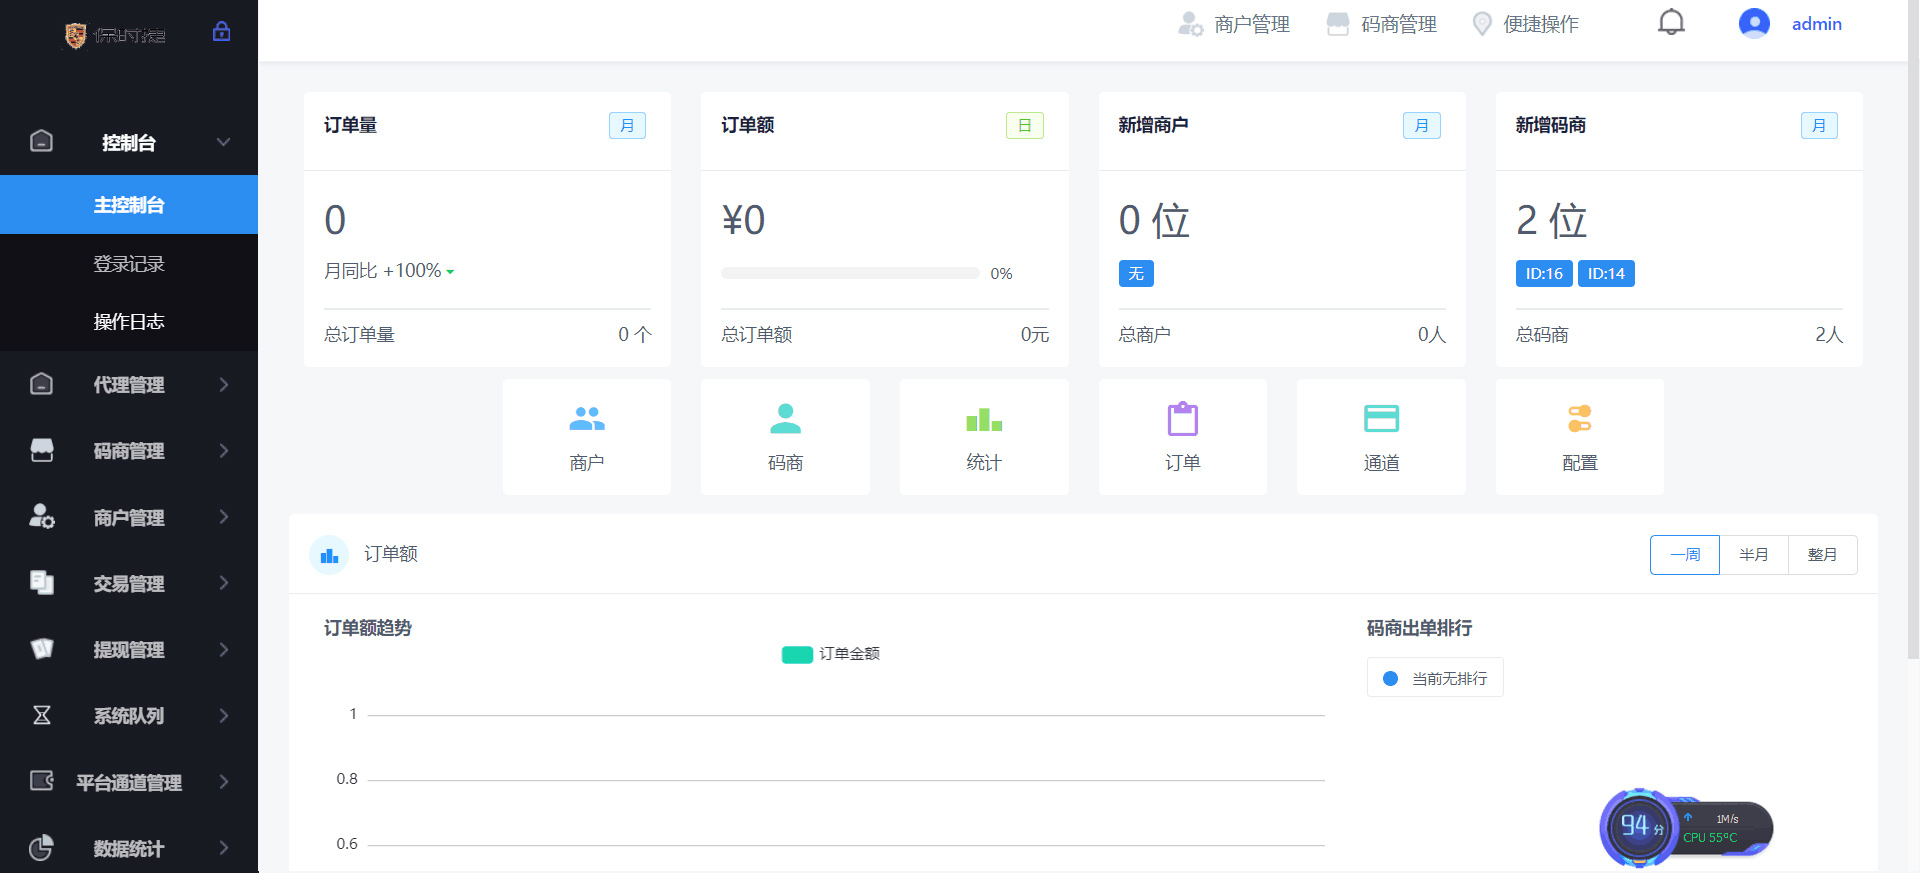 保时捷
商户管理
码商管理
便捷操作
admin
控制台
主控制台
登录记录
操作日志
代理管理
码商管理
商户管理
交易管理
提现管理
系统队列
平台通道管理
数据统计
订单量
月
0
月同比 +100%
总订单量
0 个
订单额
日
¥0
0%
总订单额
0元
新增商户
月
0 位
无
总商户
0人
新增码商
月
2 位
ID:16
ID:14
总码商
2人
商户
码商
统计
订单
通道
配置
订单额
一周
半月
整月
订单额趋势
订单金额
1
0.8
0.6
码商出单排行
当前无排行
94分
1M/s
CPU 55°C